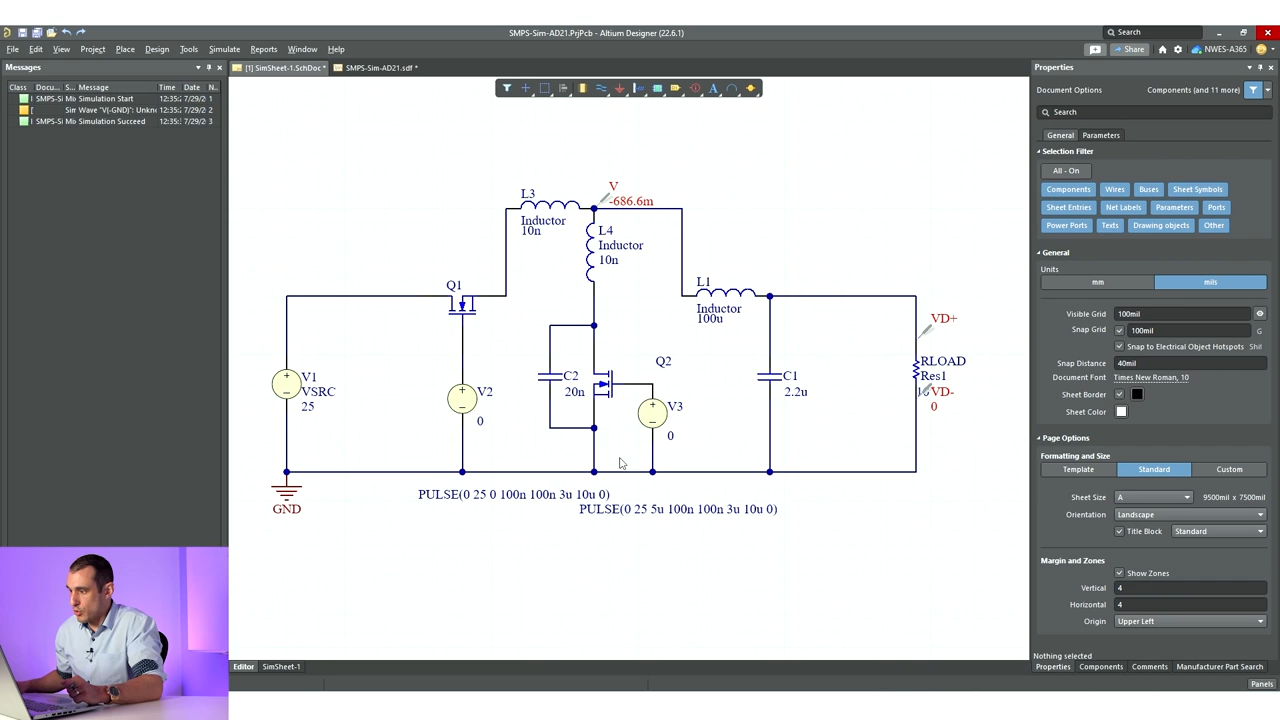 SMPS-Sim-AD21.PrjPcb - Altium Designer (22.6.1)
Search
File Edit View Project Place Design Tools Simulate Reports Window Help
Share
NWES-A365
Messages
[1] SimSheet-1.SchDoc *
SMPS-Sim-AD21.sdf *
Class Docu... S... Message Time Date N...
SMPS-Si Mi Simulation Start 12:35: 7/29/2 1
Sir Wave "V(-GND)": Unkn 12:35: 7/29/2 2
SMPS-Si Mi Simulation Succeed 12:35: 7/29/2 3
L3
Inductor
10n
V
-686.6m
L4
Inductor
10n
Q1
L1
Inductor
100u
VD+
V1
VSRC
25
V2
0
C2
20n
Q2
V3
0
C1
2.2u
RLOAD
Res1
VD-
0
GND
PULSE(0 25 0 100n 100n 3u 10u 0)
PULSE(0 25 5u 100n 100n 3u 10u 0)
Editor SimSheet-1
Properties
Document Options Components (and 11 more)
Search
General Parameters
Selection Filter
All - On
Components Wires Buses Sheet Symbols
Sheet Entries Net Labels Parameters Ports
Power Ports Texts Drawing objects Other
General
Units
mm mils
Visible Grid 100mil
Snap Grid 100mil G
Snap to Electrical Object Hotspots Shi
Snap Distance 40mil
Document Font Times New Roman, 10
Sheet Border
Sheet Color
Page Options
Formatting and Size
Template Standard Custom
Sheet Size A 9500mil x 7500mil
Orientation Landscape
Title Block Standard
Margin and Zones
Show Zones
Vertical 4
Horizontal 4
Origin Upper Left
Nothing selected
Properties Components Comments Manufacturer Part Search
Panels